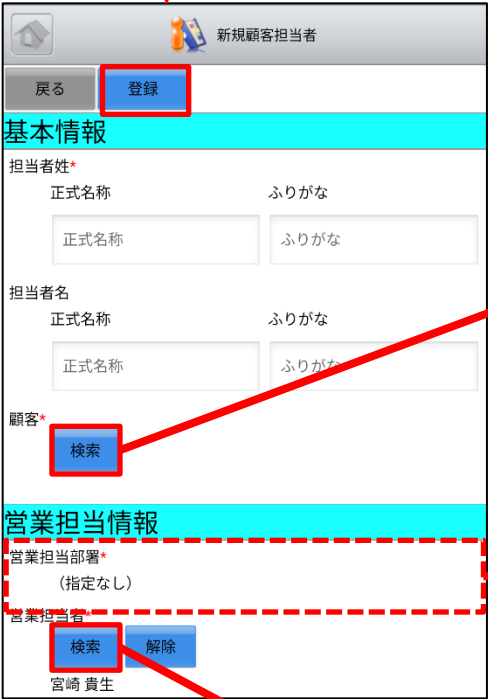 新規顧客担当者
戻る 登録
基本情報
担当者姓*
正式名称 ふりがな
正式名称 ふりがな
担当者名
正式名称 ふりがな
正式名称 ふりがな
顧客*
検索
営業担当情報
営業担当部署*
（指定なし）
営業担当者*
検索 解除
宮崎 貴生